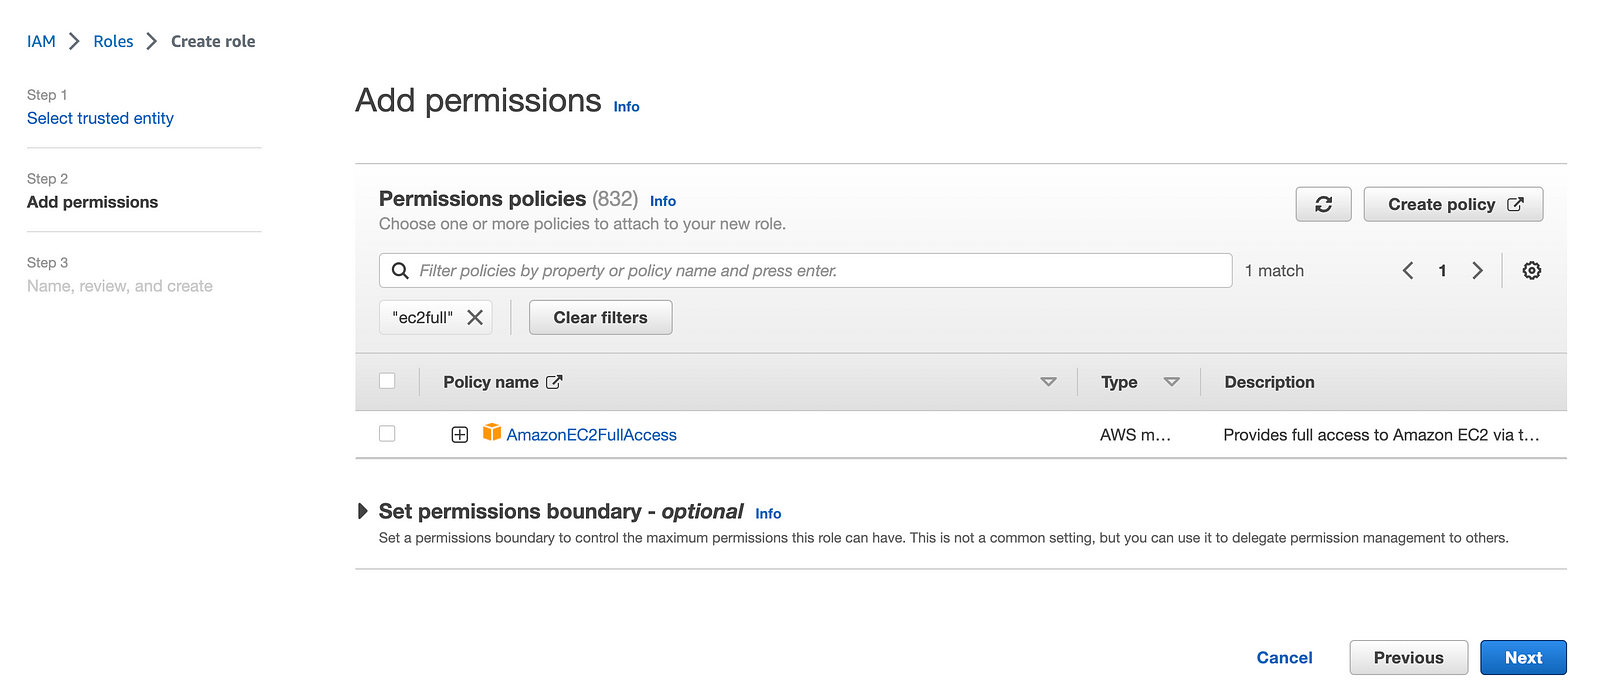 IAM Roles Create role
Step 1
Select trusted entity
Step 2
Add permissions
Step 3
Name, review, and create
Add permissions Info
Permissions policies (832) Info
Choose one or more policies to attach to your new role.
Create policy
Filter policies by property or policy name and press enter.
1 match
1
"ec2full"
Clear filters
Policy name Type Description
AmazonEC2FullAccess AWS m... Provides full access to Amazon EC2 via t...
Set permissions boundary - optional Info
Set a permissions boundary to control the maximum permissions this role can have. This is not a common setting, but you can use it to delegate permission management to others.
Cancel Previous Next